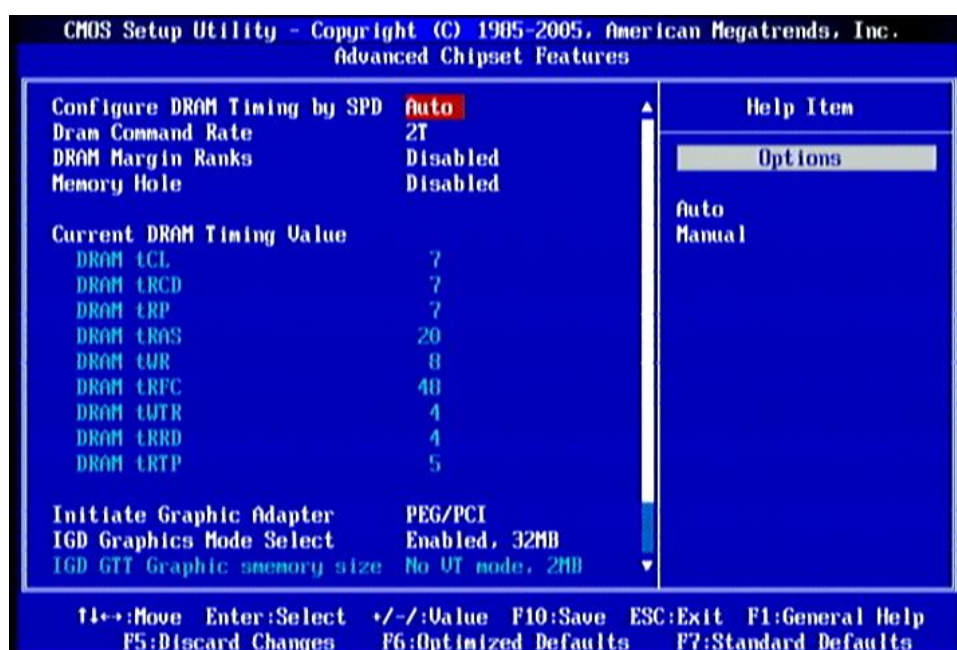 CMOS Setup Utility - Copyright (C) 1985-2005, American Megatrends, Inc.
Advanced Chipset Features
Configure DRAM Timing by SPD Auto
Dram Command Rate 2T
DRAM Margin Ranks Disabled
Memory Hole Disabled
Current DRAM Timing Value
DRAM tCL 7
DRAM tRCD 7
DRAM tRP 7
DRAM tRAS 20
DRAM tWR 8
DRAM tRFC 48
DRAM tWTR 4
DRAM tRRD 4
DRAM tRTP 5
Initiate Graphic Adapter PEG/PCI
IGD Graphics Mode Select Enabled, 32MB
IGD GTT Graphic smemory size No VT mode, 2MB
Help Item
Options
Auto
Manual
↑↓←→:Move Enter:Select +/-/:Value F10:Save ESC:Exit F1:General Help
F5:Discard Changes F6:Optimized Defaults F7:Standard Defaults